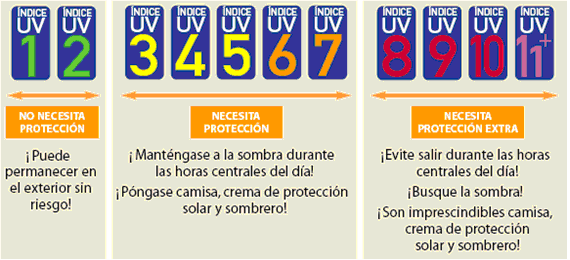 ÍNDICE UV 1
ÍNDICE UV 2
NO NECESITA
PROTECCIÓN
¡Puede
permanecer en
el exterior sin
riesgo!
ÍNDICE UV 3
ÍNDICE UV 4
ÍNDICE UV 5
ÍNDICE UV 6
ÍNDICE UV 7
NECESITA
PROTECCIÓN
¡Manténgase a la sombra durante
las horas centrales del día!
¡Póngase camisa, crema de protección
solar y sombrero!
ÍNDICE UV 8
ÍNDICE UV 9
ÍNDICE UV 10
ÍNDICE UV 11+
NECESITA
PROTECCIÓN EXTRA
¡Evite salir durante las horas
centrales del día!
¡Busque la sombra!
¡Son imprescindibles camisa,
crema de protección
solar y sombrero!